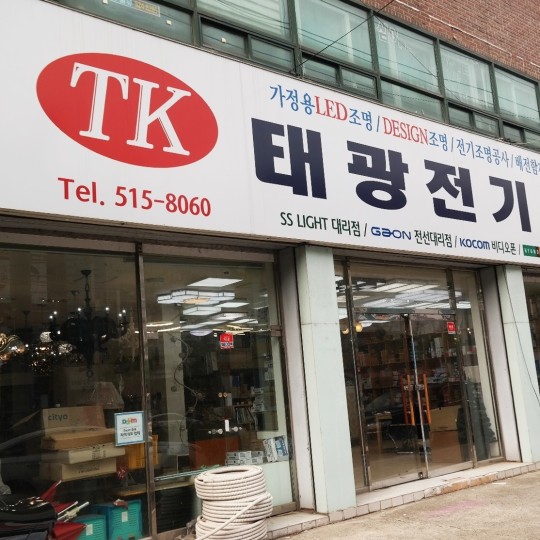 TK
Tel. 515-8060
가정용LED조명 / DESIGN조명 / 전기조명공사 / 배전함
태광전기
SS LIGHT 대리점 / GaON 전선대리점 / KOCOM 비디오폰 /
cityo